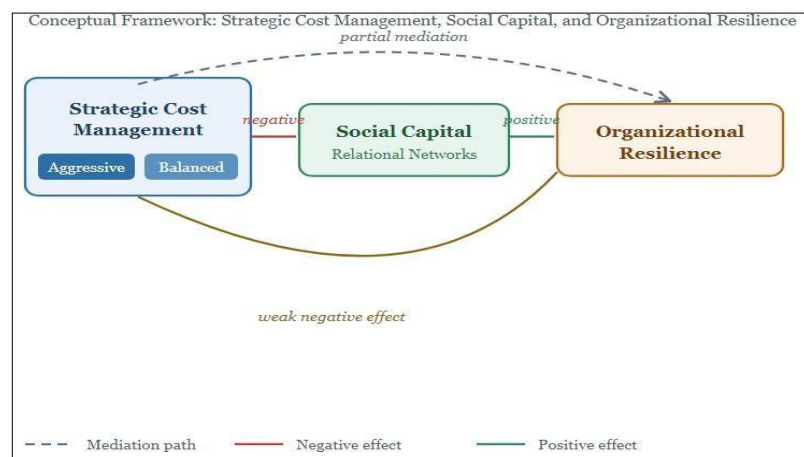 Conceptual Framework: Strategic Cost Management, Social Capital, and Organizational Resilience
partial mediation
Strategic Cost
Management
Aggressive
Balanced
negative
Social Capital
Relational Networks
positive
Organizational
Resilience
weak negative effect
Mediation path
Negative effect
Positive effect